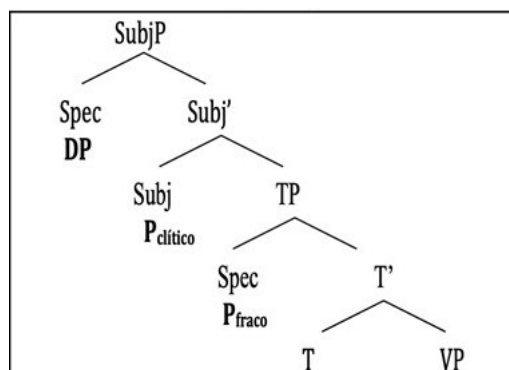 SubjP
Spec Subj’
DP
Subj TP
Pclítico
Spec T’
Pfraco
T VP